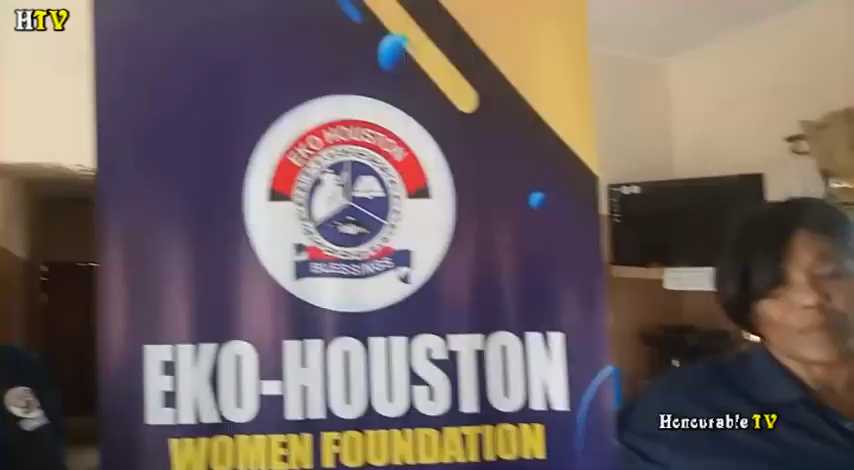 HTV
EKO HOUSTON
BLESSINGS
EKO-HOUSTON
WOMEN FOUNDATION
Honourable TV